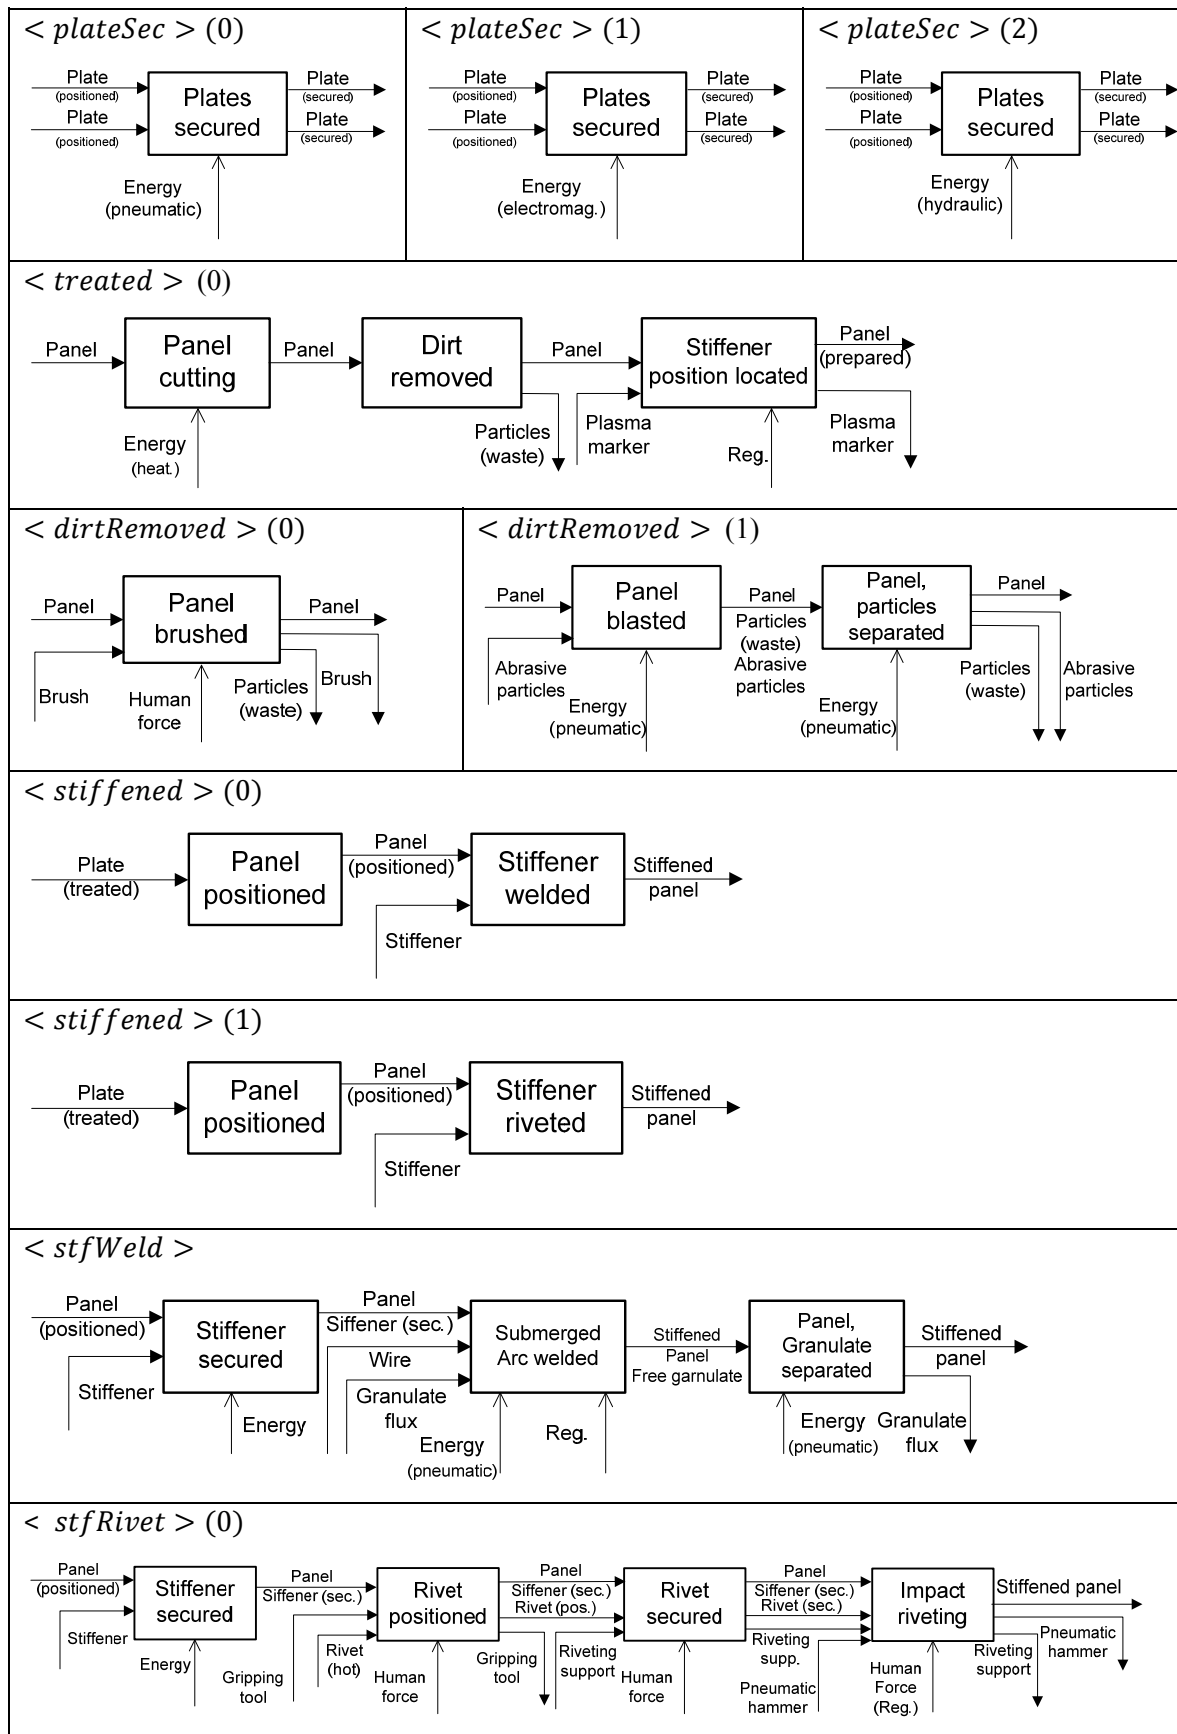 < plateSec > (0)
Plate
(positioned)
Plate
(positioned)
Plates
secured
Plate
(secured)
Plate
(secured)
Energy
(pneumatic)
< plateSec > (1)
Plate
(positioned)
Plate
(positioned)
Plates
secured
Plate
(secured)
Plate
(secured)
Energy
(electromag.)
< plateSec > (2)
Plate
(positioned)
Plate
(positioned)
Plates
secured
Plate
(secured)
Plate
(secured)
Energy
(hydraulic)
< treated > (0)
Panel
Panel
cutting
Energy
(heat.)
Panel
Dirt
removed
Particles
(waste)
Panel
Plasma
marker
Stiffener
position located
Reg.
Panel
(prepared)
Plasma
marker
< dirtRemoved > (0)
Panel
Brush
Panel
brushed
Human
force
Panel
Particles
(waste)
Brush
< dirtRemoved > (1)
Panel
Abrasive
particles
Panel
blasted
Energy
(pneumatic)
Panel
Particles
(waste)
Abrasive
particles
Panel,
particles
separated
Energy
(pneumatic)
Panel
Particles
(waste)
Abrasive
particles
< stiffened > (0)
Plate
(treated)
Panel
positioned
Panel
(positioned)
Stiffener
Stiffener
welded
Stiffened
panel
< stiffened > (1)
Plate
(treated)
Panel
positioned
Panel
(positioned)
Stiffener
Stiffener
riveted
Stiffened
panel
< stfWeld >
Panel
(positioned)
Stiffener
Stiffener
secured
Energy
Panel
Siffener (sec.)
Wire
Granulate
flux
Submerged
Arc welded
Energy
(pneumatic)
Reg.
Stiffened
Panel
Free garnulate
Panel,
Granulate
separated
Energy
(pneumatic)
Stiffened
panel
Granulate
flux
< stfRivet > (0)
Panel
(positioned)
Stiffener
Stiffener
secured
Energy
Panel
Siffener (sec.)
Gripping
tool
Rivet
(hot)
Rivet
positioned
Human
force
Panel
Siffener (sec.)
Rivet (pos.)
Gripping
tool
Riveting
support
Rivet
secured
Human
force
Panel
Siffener (sec.)
Rivet (sec.)
Riveting
supp.
Pneumatic
hammer
Impact
riveting
Human
Force
(Reg.)
Stiffened panel
Riveting
support
Pneumatic
hammer